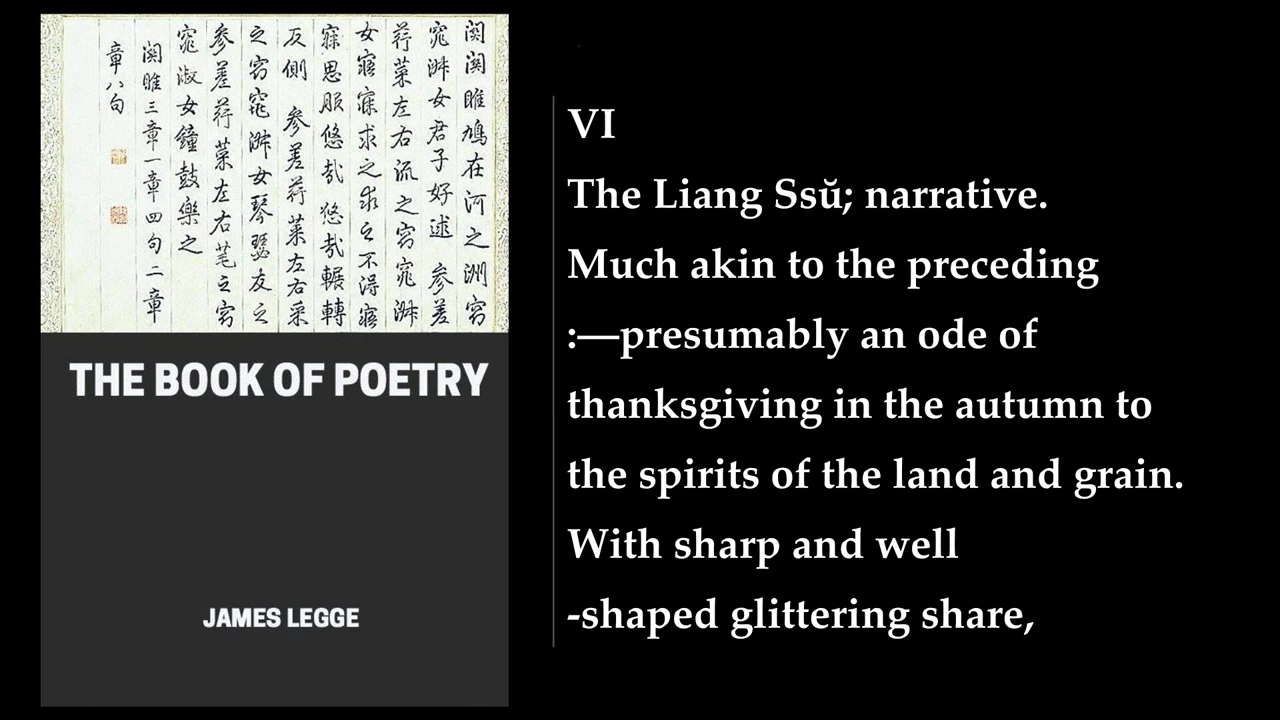 関関雎鳩在河之洲窈
窕淑女君子好逑 參差
荇菜左右流之窈窕淑
女寤寐求之求之不得寤
寐思服悠哉悠哉輾轉
反側 參差荇菜左右采
之窈窕淑女琴瑟友之
參差荇菜左右芼之窈
窕淑女鐘鼓樂之
関雎三章一章四句二章
章八句
THE BOOK OF POETRY
JAMES LEGGE
VI
The Liang Ssŭ; narrative.
Much akin to the preceding
:—presumably an ode of
thanksgiving in the autumn to
the spirits of the land and grain.
With sharp and well
-shaped glittering share,